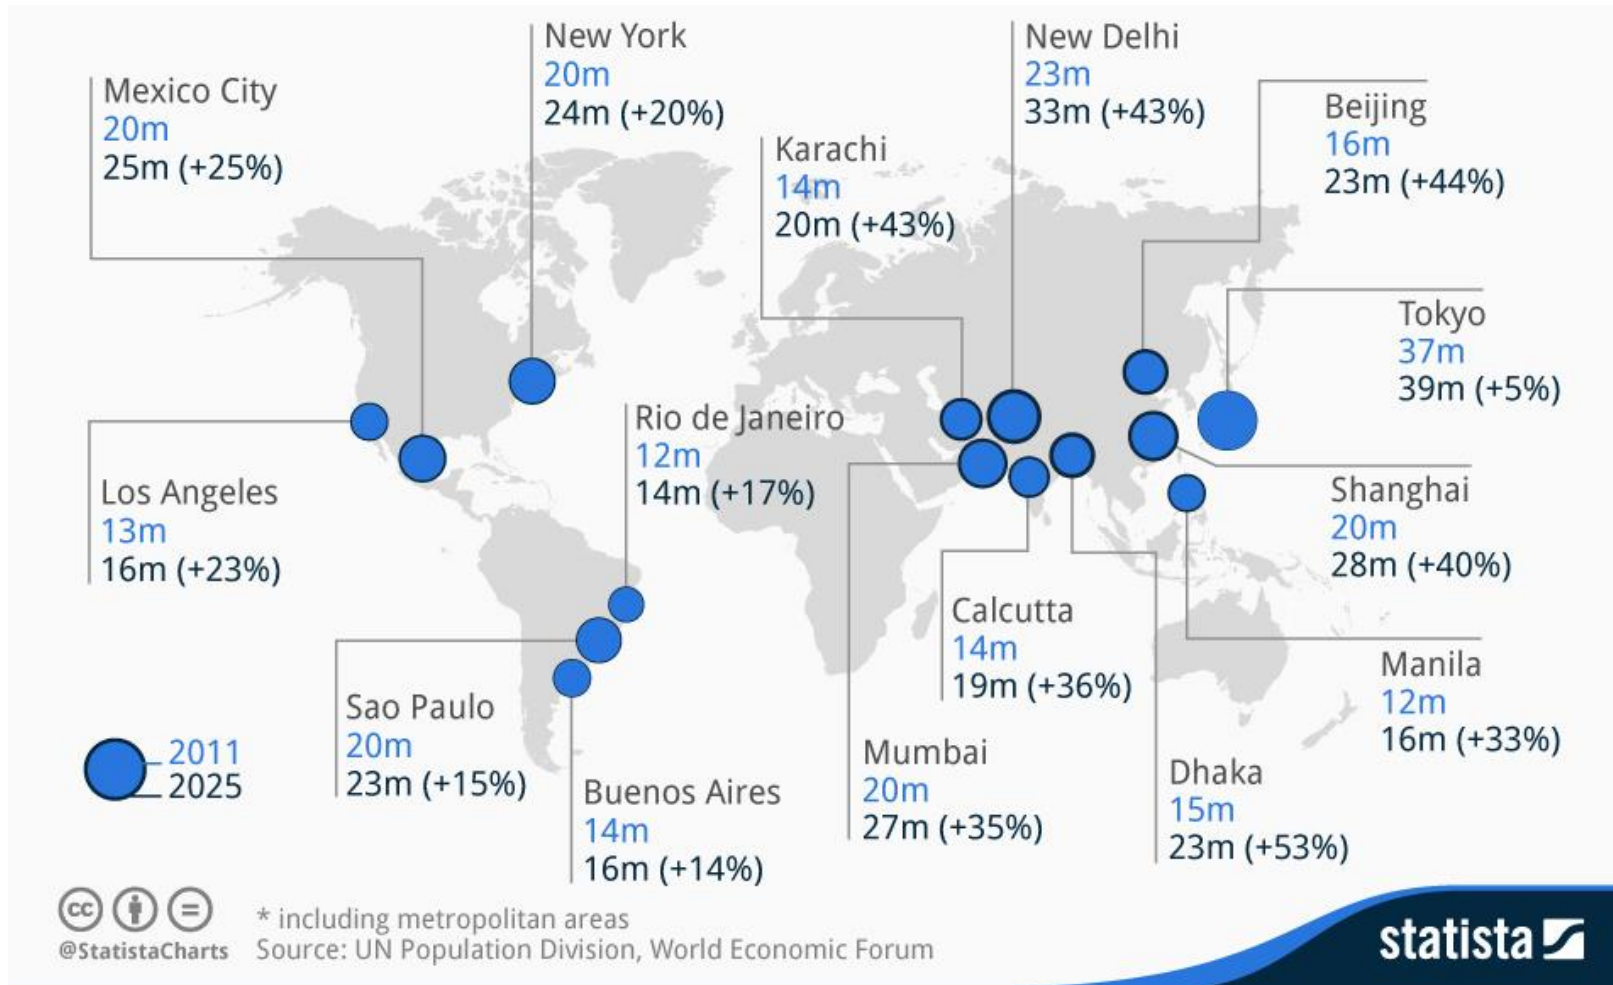 New York
20m
24m (+20%)
New Delhi
23m
33m (+43%)
Mexico City
20m
25m (+25%)
Beijing
16m
23m (+44%)
Karachi
14m
20m (+43%)
Tokyo
37m
39m (+5%)
Rio de Janeiro
12m
14m (+17%)
Los Angeles
13m
16m (+23%)
Shanghai
20m
28m (+40%)
Calcutta
14m
19m (+36%)
Manila
12m
16m (+33%)
Sao Paulo
20m
23m (+15%)
Mumbai
20m
27m (+35%)
Dhaka
15m
23m (+53%)
Buenos Aires
14m
16m (+14%)
2011
2025
cc
@StatistaCharts
* including metropolitan areas
Source: UN Population Division, World Economic Forum
statista